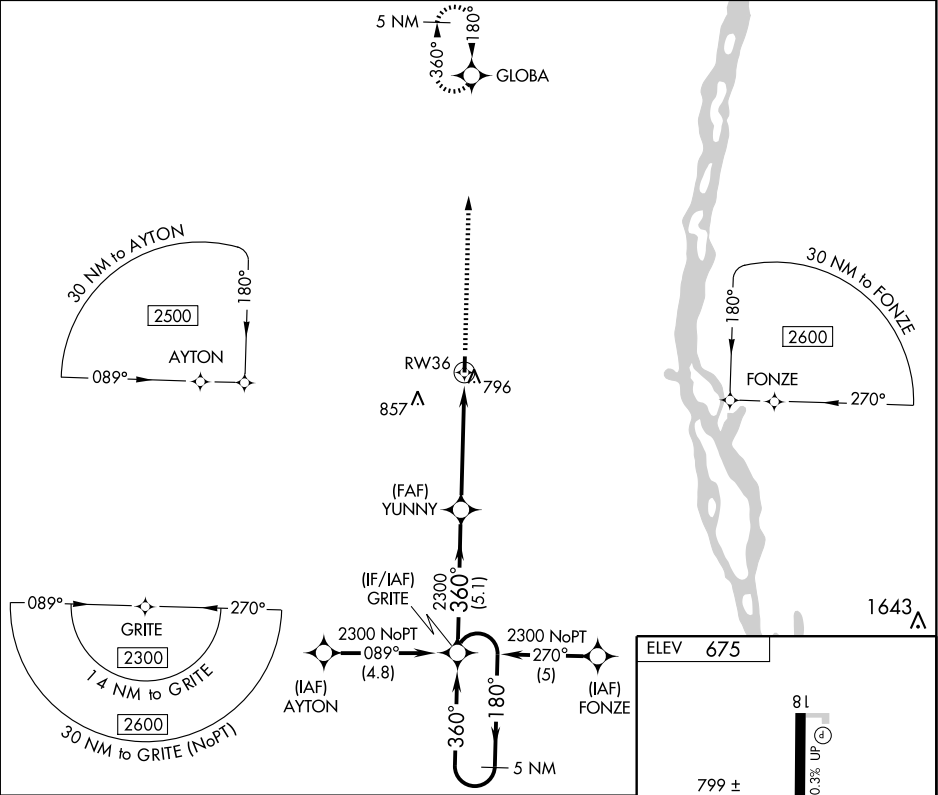 5 NM
360°
180°
GLOBA
30 NM to AYTON
180°
2500
AYTON
089°
30 NM to FONZE
180°
2600
FONZE
270°
RW36
796
857
(FAF)
YUNNY
2300
360°
(5.1)
(IF/IAF)
GRITE
089°
270°
GRITE
2300
14 NM to GRITE
2600
30 NM to GRITE (NoPT)
2300 NoPT
089°
(4.8)
(IAF)
AYTON
2300 NoPT
270°
(5)
(IAF)
FONZE
360°
180°
5 NM
1643
ELEV 675
18
P
0.3% UP
799 ±